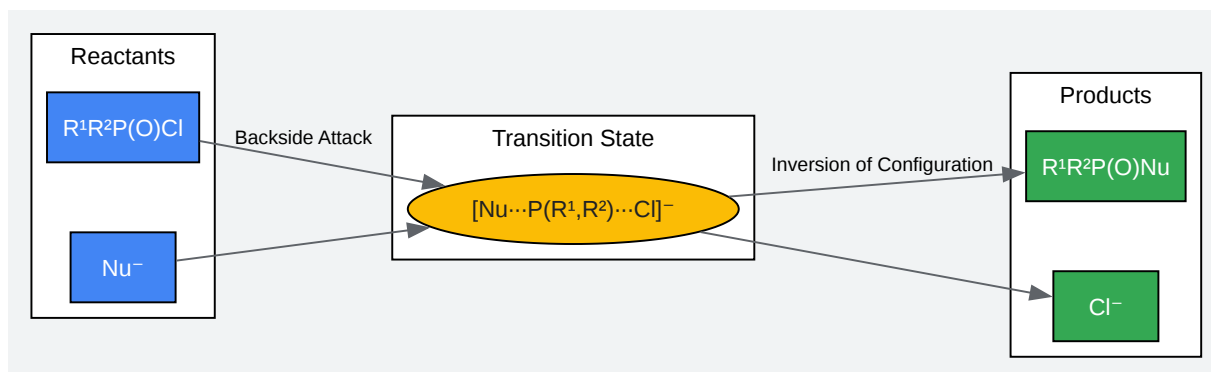 Reactants
R¹R²P(O)Cl
Nu⁻
Backside Attack
Transition State
[Nu···P(R¹,R²)···Cl]⁻
Inversion of Configuration
Products
R¹R²P(O)Nu
Cl⁻